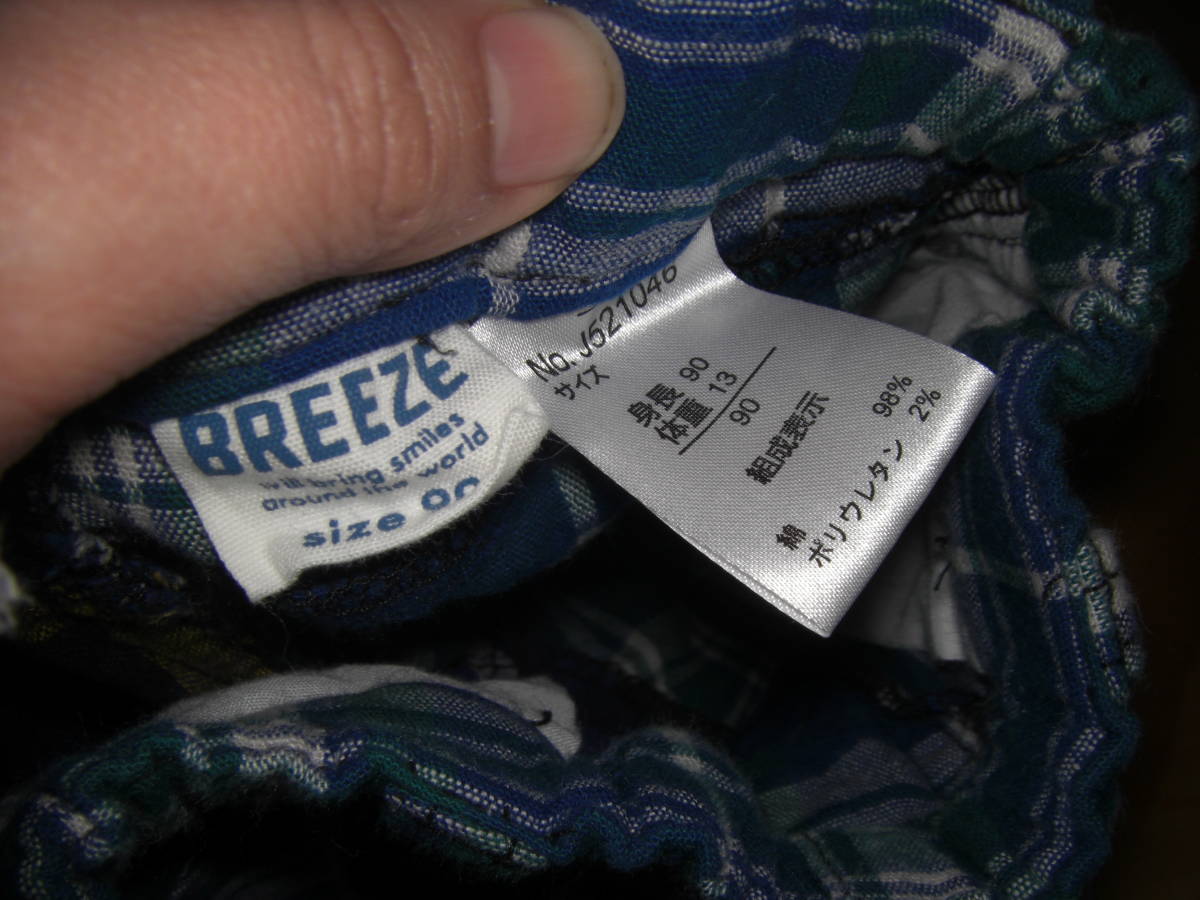 BREEZE
will bring smiles
around the world
size 90
No. J521046
サイズ
身長 90
体重 13
90
組成表示
綿 98%
ポリウレタン 2%